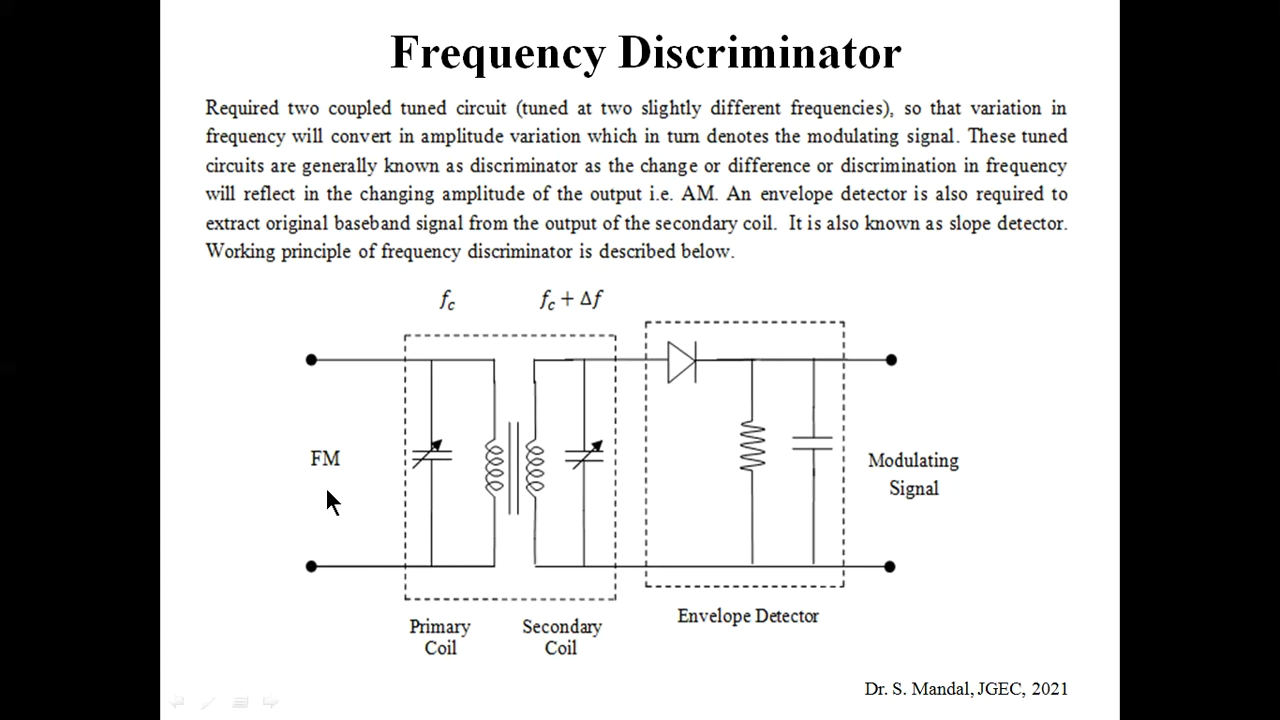 Frequency Discriminator
Required two coupled tuned circuit (tuned at two slightly different frequencies), so that variation in
frequency will convert in amplitude variation which in turn denotes the modulating signal. These tuned
circuits are generally known as discriminator as the change or difference or discrimination in frequency
will reflect in the changing amplitude of the output i.e. AM. An envelope detector is also required to
extract original baseband signal from the output of the secondary coil. It is also known as slope detector.
Working principle of frequency discriminator is described below.
fc
fc + Δf
FM
Modulating
Signal
Envelope Detector
Primary
Coil
Secondary
Coil
Dr. S. Mandal, JGEC, 2021